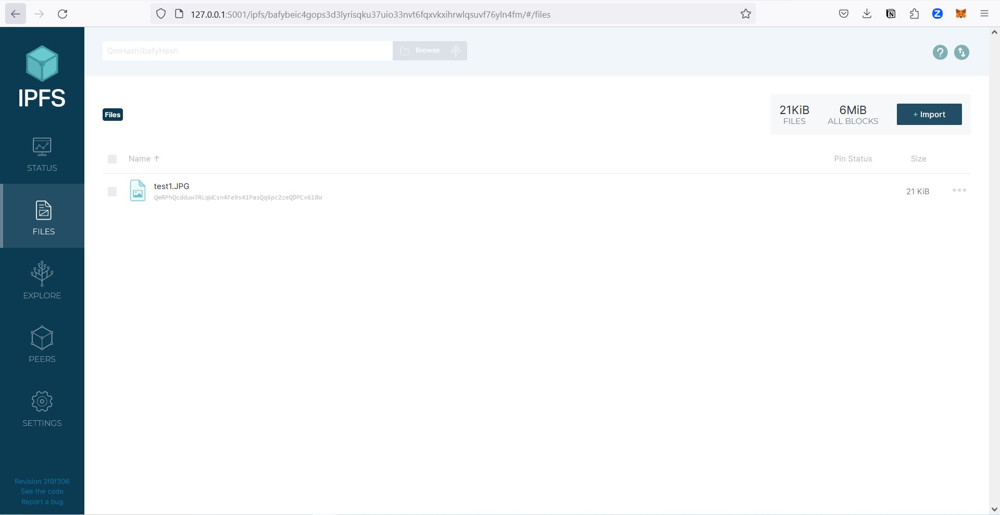 127.0.0.1:5001/ipfs/bafybeic4gops3d3lyrisqku37uio33nvt6fqxvkxihrwlqsuvf76yln4fm/#/files
QmHash/bafyHash
Browse
IPFS
Files
21KiB
FILES
6MiB
ALL BLOCKS
+ Import
Name ↑
Pin Status
Size
test1.JPG
QmRPhQcdduwJRLqWCsn4Fe9s41PasQq6pc2zeQDPCv618W
21 KiB
STATUS
FILES
EXPLORE
PEERS
SETTINGS
Revision 2f9f306
See the code
Report a bug